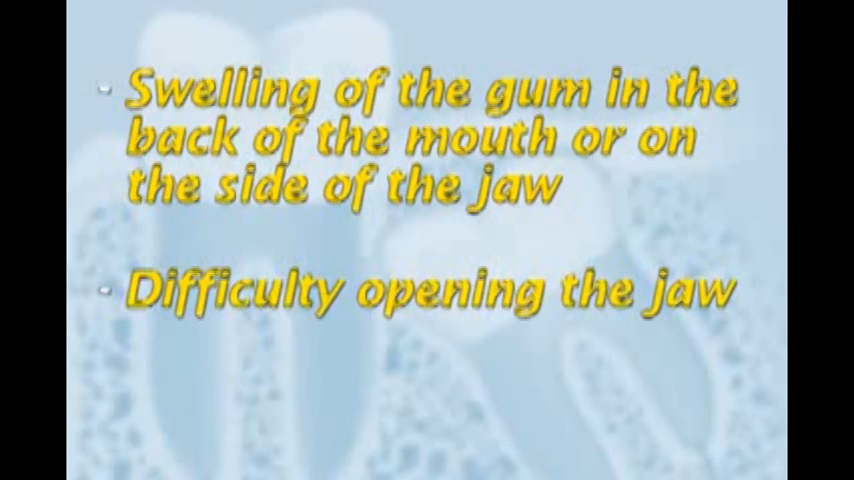 - Swelling of the gum in the
back of the mouth or on
the side of the jaw
- Difficulty opening the jaw